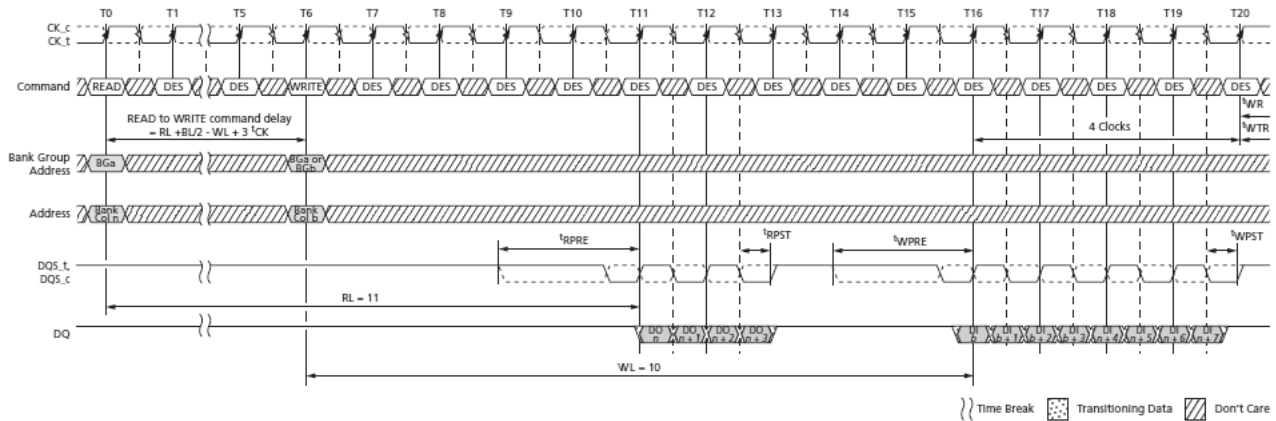 T0 T1 T5 T6 T7 T8 T9 T10 T11 T12 T13 T14 T15 T16 T17 T18 T19 T20
CK_c
CK_t
Command READ DES DES WRITE DES DES DES DES DES DES DES DES DES DES DES DES DES DES
tWR
READ to WRITE command delay
= RL +BL/2 - WL + 3 tCK
4 Clocks tWTR
Bank Group
Address
BGa
BGa or
BGb
Address
Bank
Col n
Bank
Col b
tRPRE tRPST tWPRE tWPST
DQS_t,
DQS_c
RL = 11
DQ
DO
n
DO
n + 1
DO
n + 2
DO
n + 3
DI
b
DI
b + 1
DI
b + 2
DI
b + 3
DI
n + 4
DI
n + 5
DI
n + 6
DI
n + 7
WL = 10
Time Break Transitioning Data Don't Care